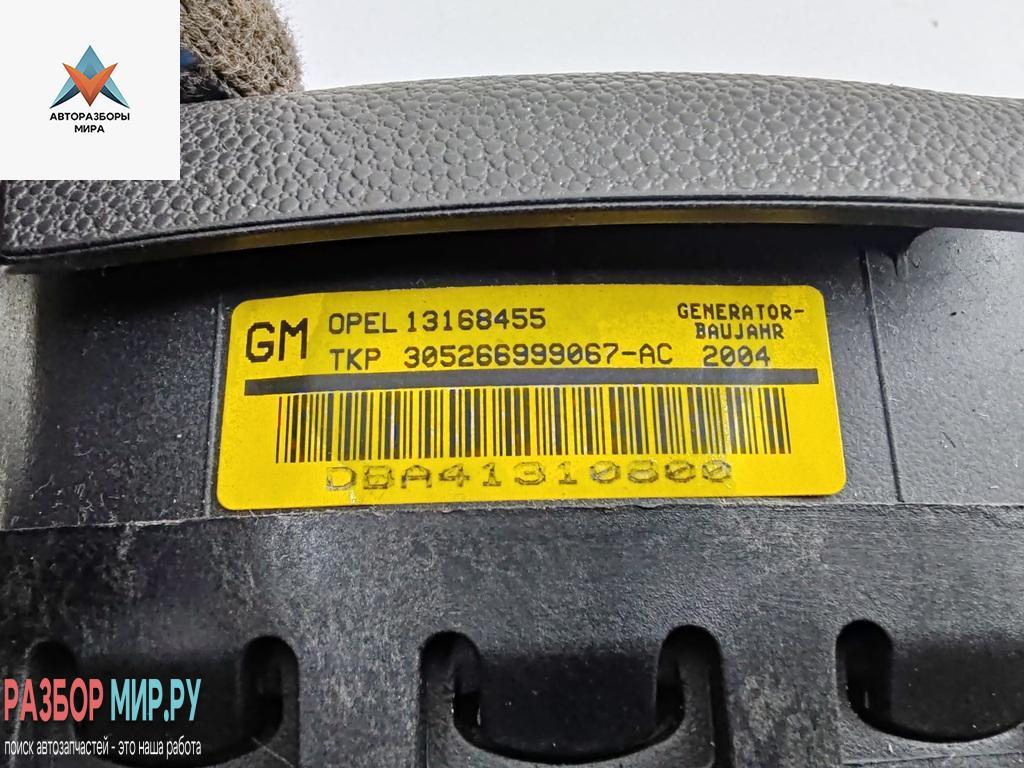 АВТОРАЗБОРЫ
МИРА
GM
OPEL 13168455
TKP 305266999067-AC
GENERATOR-
BAUJAHR
2004
DBA41310800
РАЗБОР МИР.РУ
поиск автозапчастей - это наша работа